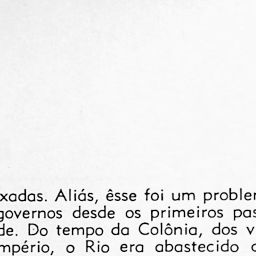 xadas. Aliás, êsse foi um proble
governos desde os primeiros pas
de. Do tempo da Colônia, dos v
mpério, o Rio era abastecido